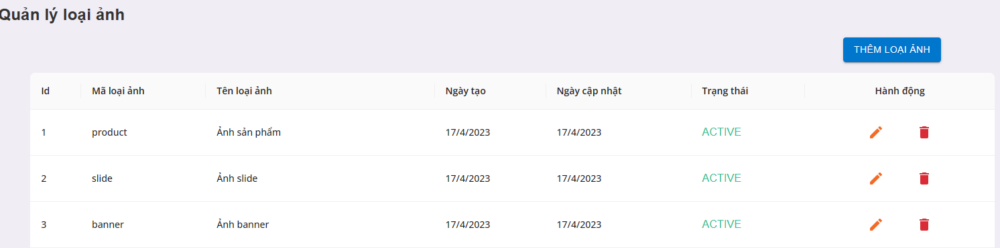 Quản lý loại ảnh
THÊM LOẠI ẢNH
Id Mã loại ảnh Tên loại ảnh Ngày tạo Ngày cập nhật Trạng thái Hành động
1 product Ảnh sản phẩm 17/4/2023 17/4/2023 ACTIVE
2 slide Ảnh slide 17/4/2023 17/4/2023 ACTIVE
3 banner Ảnh banner 17/4/2023 17/4/2023 ACTIVE